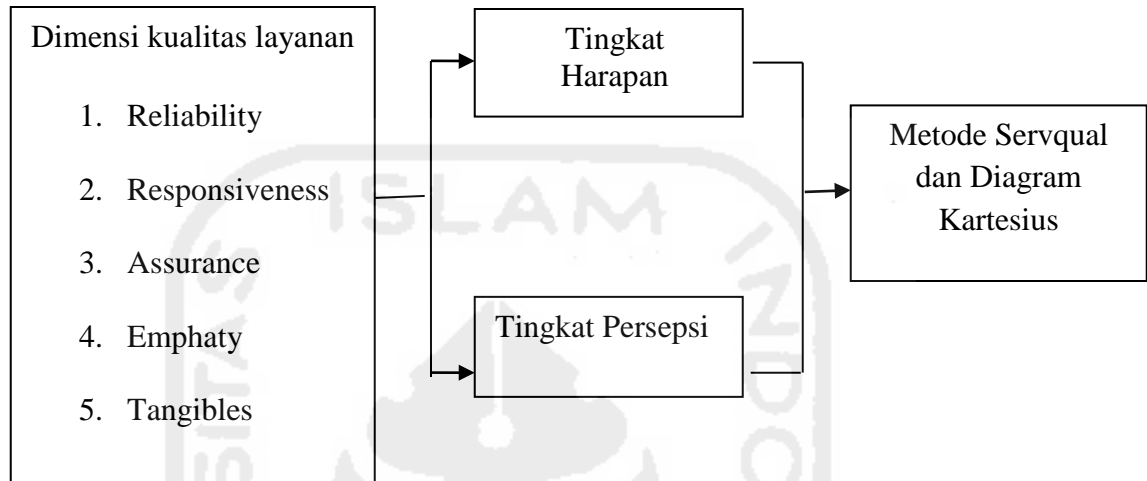 Dimensi kualitas layanan
1. Reliability
2. Responsiveness
3. Assurance
4. Emphaty
5. Tangibles
Tingkat
Harapan
Tingkat Persepsi
Metode Servqual
dan Diagram
Kartesius
ISLAM